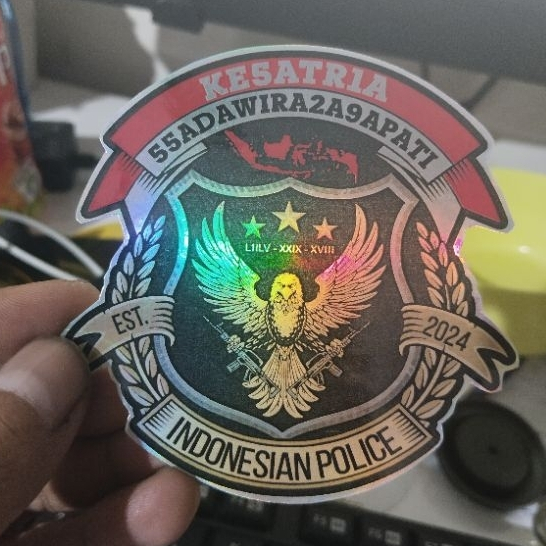 KESATRIA
55ADAWIRA2A9APATI
LIILV - XXIX - XVIII
EST.
2024
INDONESIAN POLICE